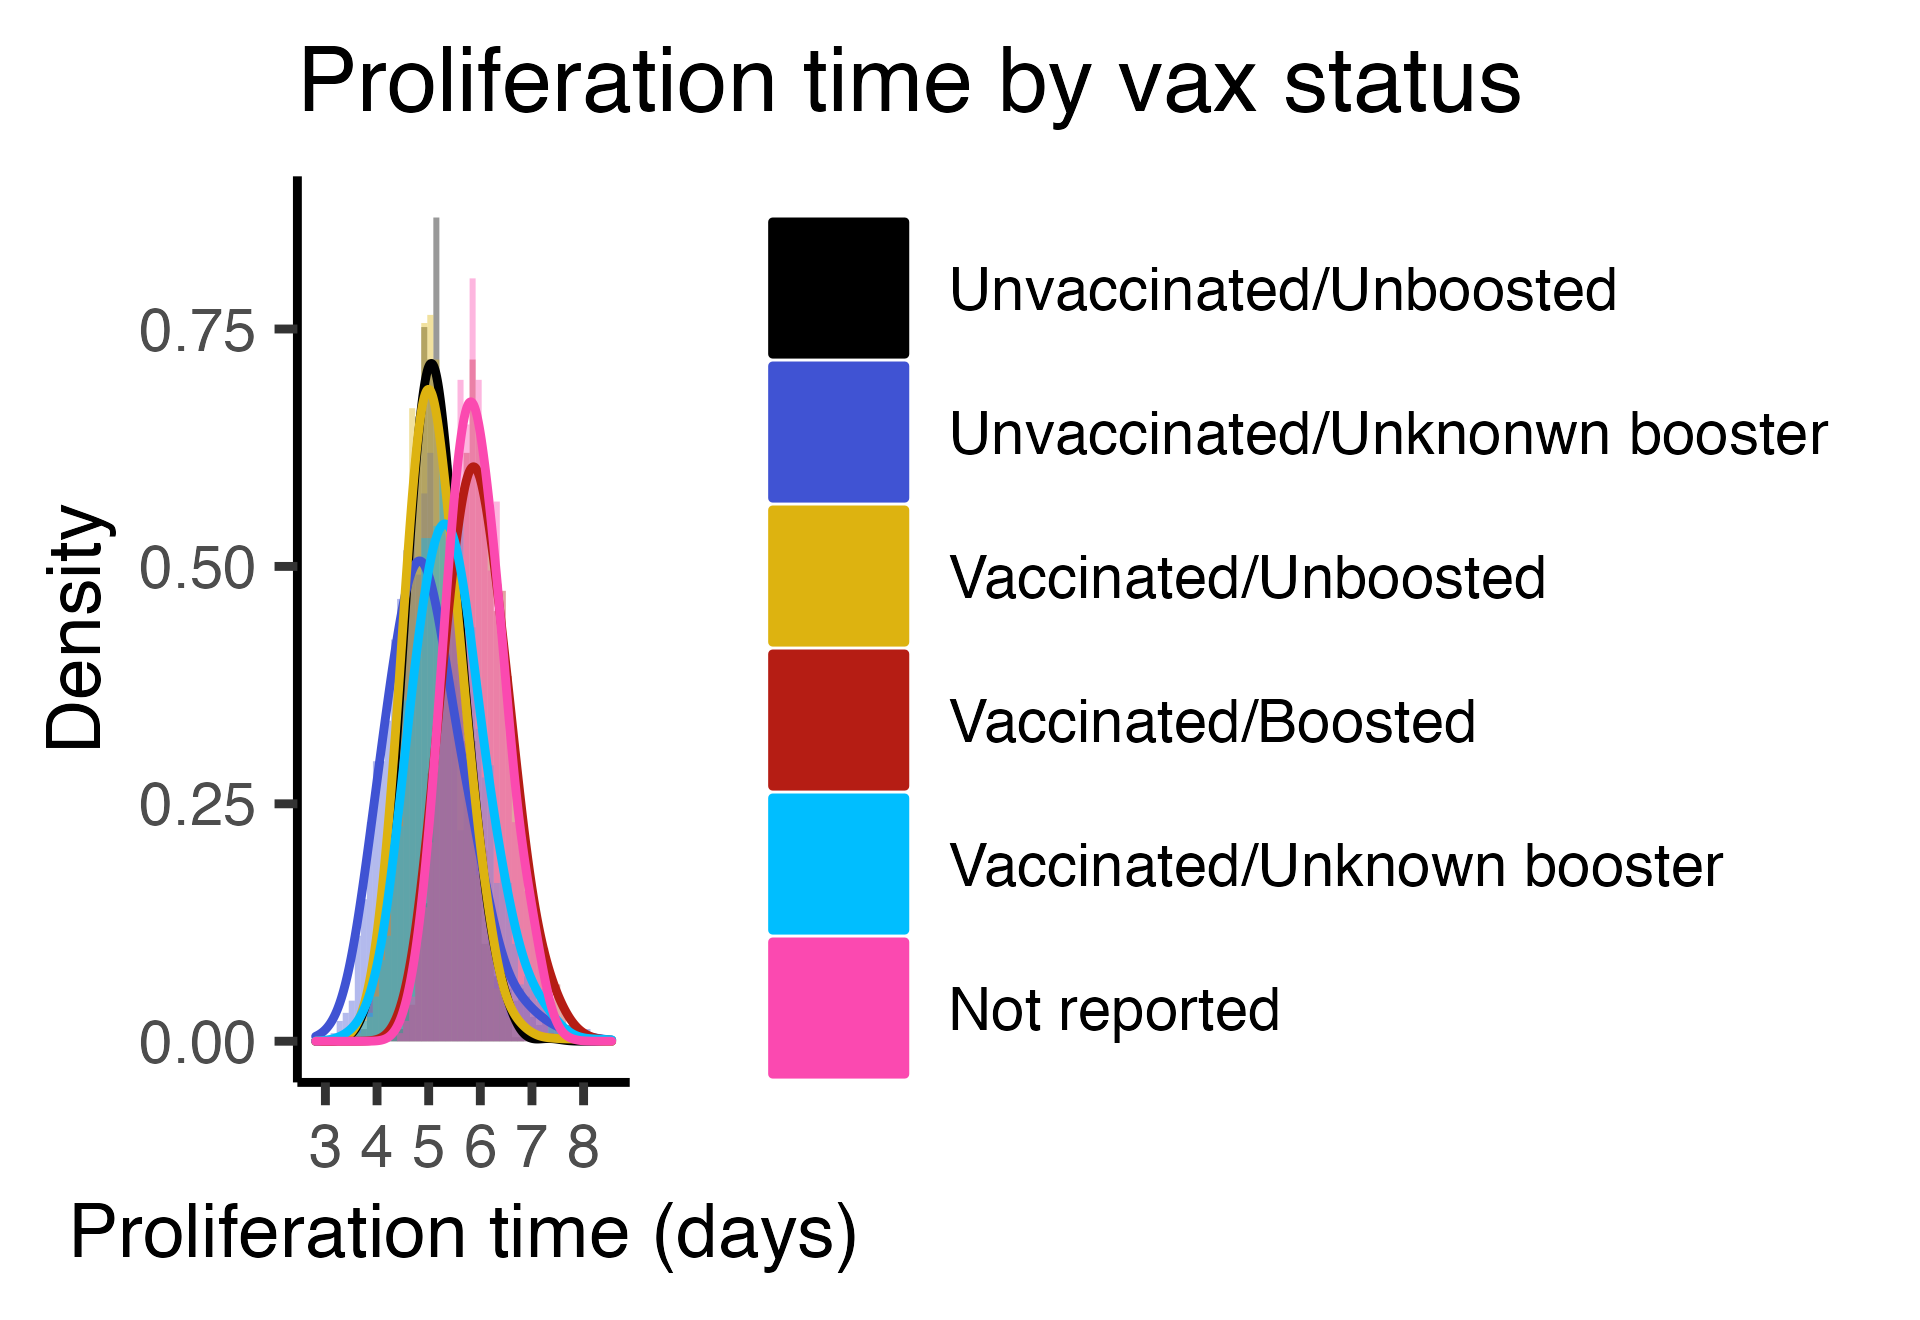 Proliferation time by vax status
Density
0.75
0.50
0.25
0.00
3 4 5 6 7 8
Proliferation time (days)
Unvaccinated/Unboosted
Unvaccinated/Unknonwn booster
Vaccinated/Unboosted
Vaccinated/Boosted
Vaccinated/Unknown booster
Not reported